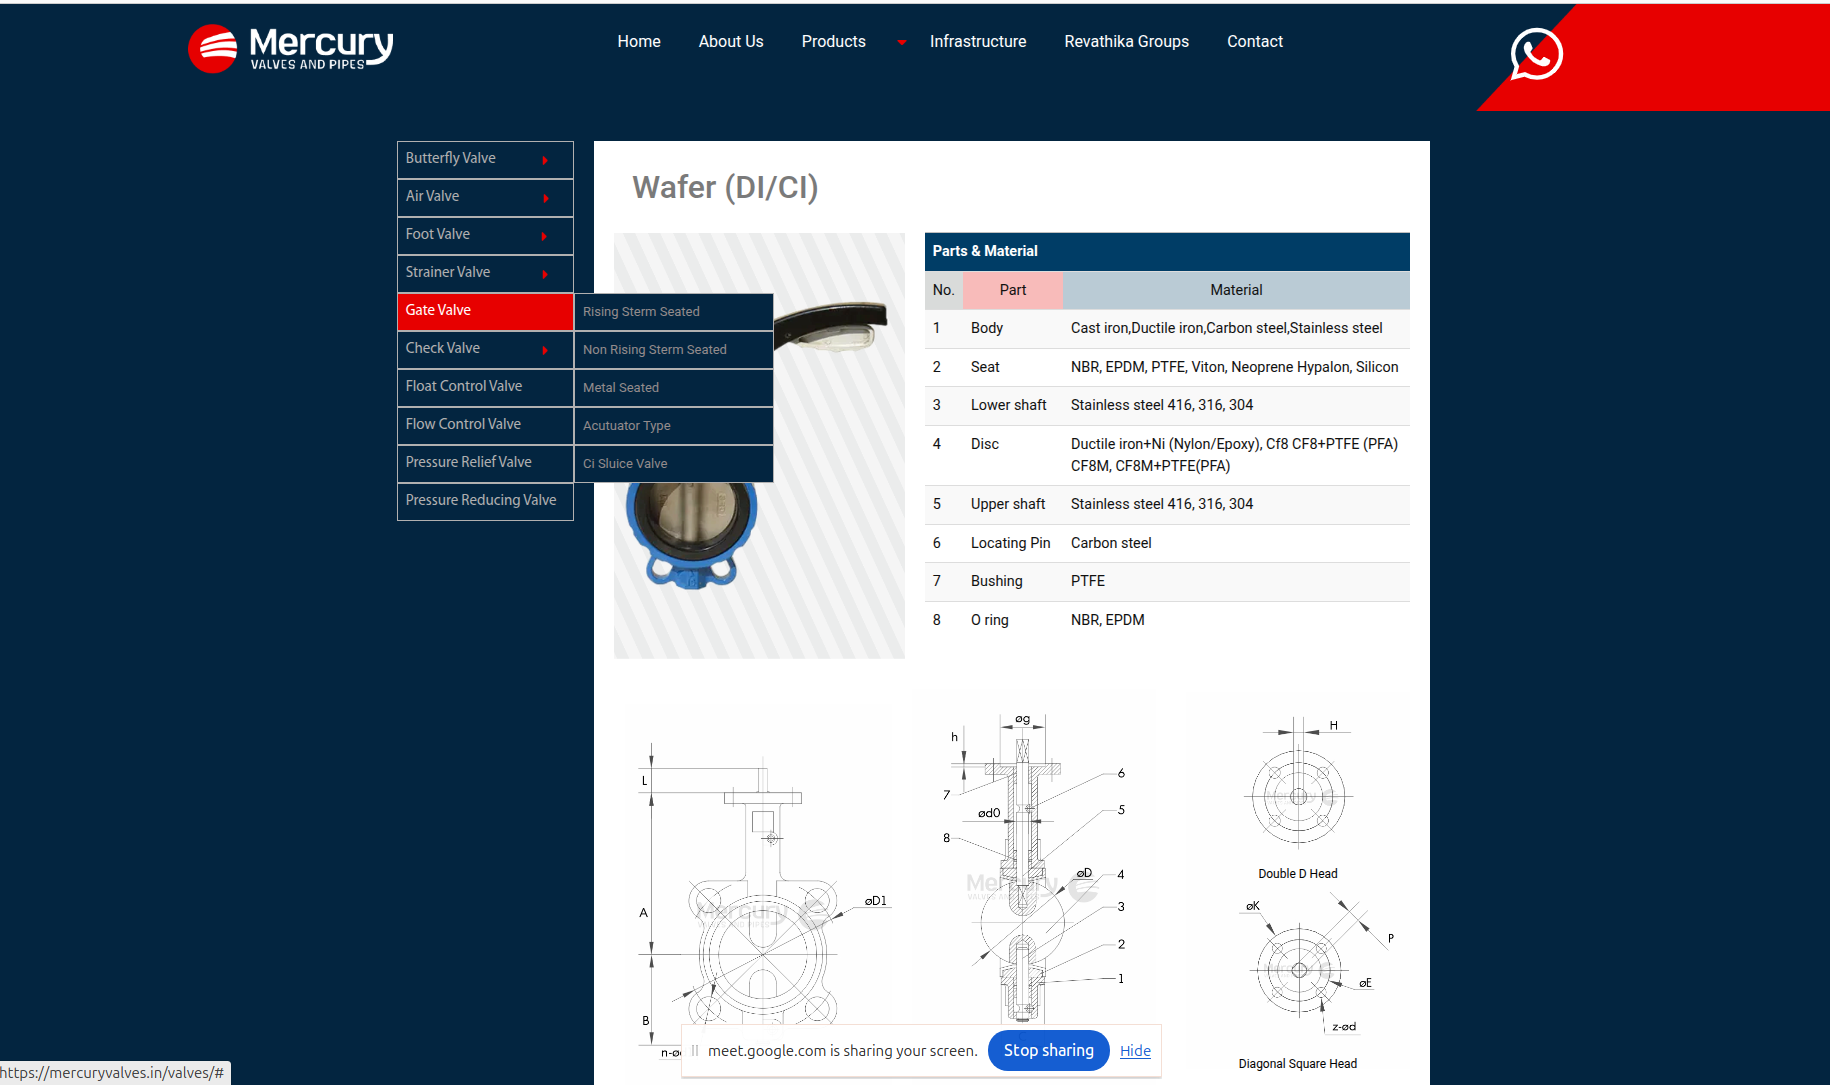 Mercury
VALVES AND PIPES
Home
About Us
Products
Infrastructure
Revathika Groups
Contact
Butterfly Valve
Air Valve
Foot Valve
Strainer Valve
Gate Valve
Check Valve
Float Control Valve
Flow Control Valve
Pressure Relief Valve
Pressure Reducing Valve
Rising Sterm Seated
Non Rising Sterm Seated
Metal Seated
Acutuator Type
Ci Sluice Valve
Wafer (DI/CI)
Parts & Material
No. Part Material
1 Body Cast iron,Ductile iron,Carbon steel,Stainless steel
2 Seat NBR, EPDM, PTFE, Viton, Neoprene Hypalon, Silicon
3 Lower shaft Stainless steel 416, 316, 304
4 Disc Ductile iron+Ni (Nylon/Epoxy), Cf8 CF8+PTFE (PFA)
CF8M, CF8M+PTFE(PFA)
5 Upper shaft Stainless steel 416, 316, 304
6 Locating Pin Carbon steel
7 Bushing PTFE
8 O ring NBR, EPDM
L
A
B
øD1
Mercury
VALVES AND PIPES
øg
h
7
ød0
8
6
5
øD
4
3
2
1
H
Double D Head
øK
P
øE
z-ød
Diagonal Square Head
meet.google.com is sharing your screen.
Stop sharing
Hide
https://mercuryvalves.in/valves/#